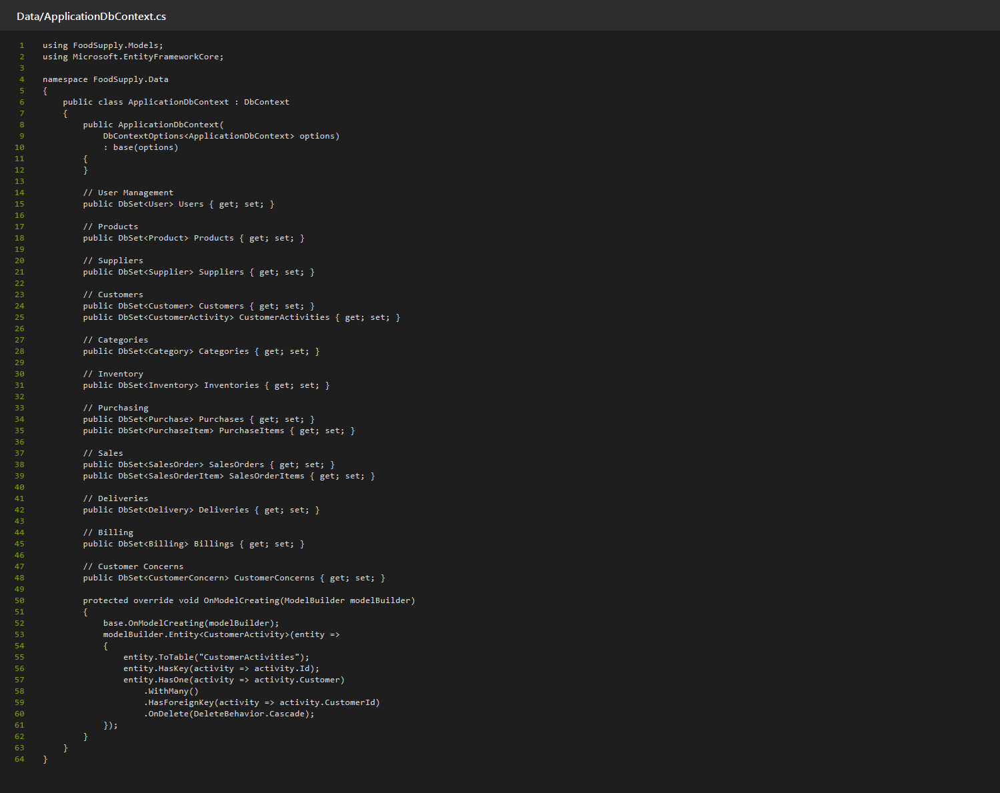 Data/ApplicationDbContext.cs
1 using FoodSupply.Models;
2 using Microsoft.EntityFrameworkCore;
3
4 namespace FoodSupply.Data
5 {
6     public class ApplicationDbContext : DbContext
7     {
8         public ApplicationDbContext(
9             DbContextOptions<ApplicationDbContext> options)
10             : base(options)
11         {
12         }
13
14         // User Management
15         public DbSet<User> Users { get; set; }
16
17         // Products
18         public DbSet<Product> Products { get; set; }
19
20         // Suppliers
21         public DbSet<Supplier> Suppliers { get; set; }
22
23         // Customers
24         public DbSet<Customer> Customers { get; set; }
25         public DbSet<CustomerActivity> CustomerActivities { get; set; }
26
27         // Categories
28         public DbSet<Category> Categories { get; set; }
29
30         // Inventory
31         public DbSet<Inventory> Inventories { get; set; }
32
33         // Purchasing
34         public DbSet<Purchase> Purchases { get; set; }
35         public DbSet<PurchaseItem> PurchaseItems { get; set; }
36
37         // Sales
38         public DbSet<SalesOrder> SalesOrders { get; set; }
39         public DbSet<SalesOrderItem> SalesOrderItems { get; set; }
40
41         // Deliveries
42         public DbSet<Delivery> Deliveries { get; set; }
43
44         // Billing
45         public DbSet<Billing> Billings { get; set; }
46
47         // Customer Concerns
48         public DbSet<CustomerConcern> CustomerConcerns { get; set; }
49
50         protected override void OnModelCreating(ModelBuilder modelBuilder)
51         {
52             base.OnModelCreating(modelBuilder);
53             modelBuilder.Entity<CustomerActivity>(entity =>
54             {
55                 entity.ToTable("CustomerActivities");
56                 entity.HasKey(activity => activity.Id);
57                 entity.HasOne(activity => activity.Customer)
58                     .WithMany()
59                     .HasForeignKey(activity => activity.CustomerId)
60                     .OnDelete(DeleteBehavior.Cascade);
61             });
62         }
63     }
64 }